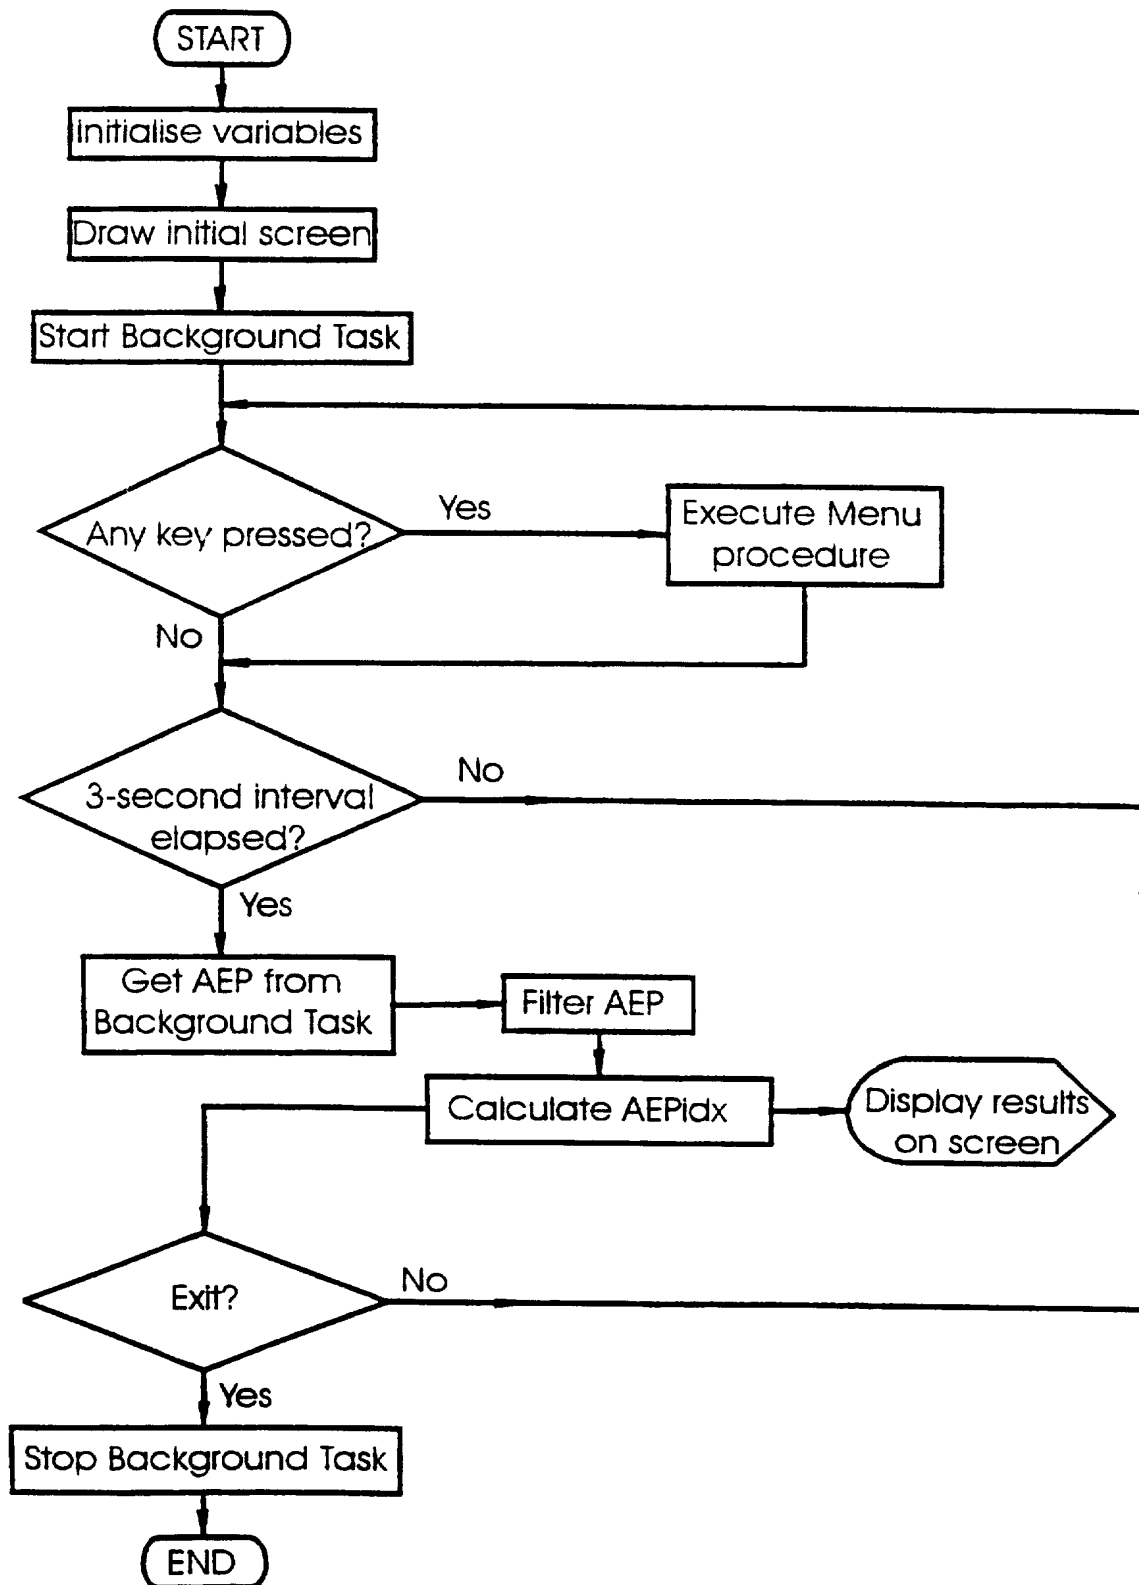 START
Initialise variables
Draw initial screen
Start Background Task
Any key pressed?
Yes
Execute Menu
procedure
No
3-second interval
elapsed?
No
Yes
Get AEP from
Background Task
Filter AEP
Calculate AEPidx
Display results
on screen
Exit?
No
Yes
Stop Background Task
END